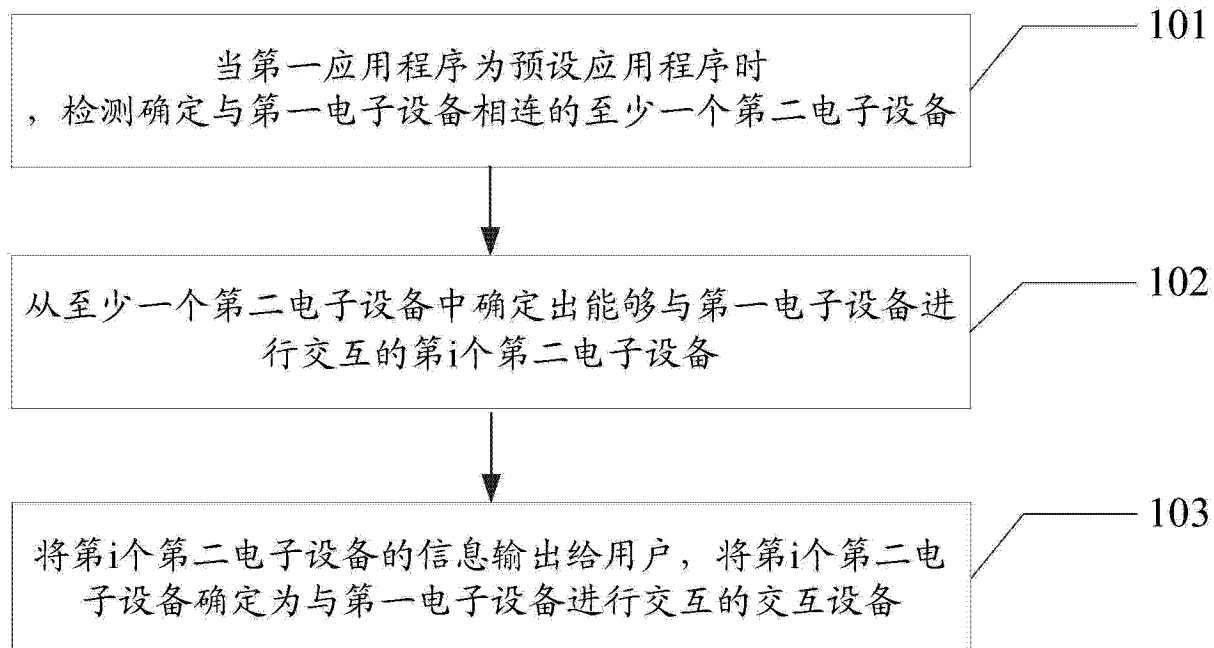 101
当第一应用程序为预设应用程序时
，检测确定与第一电子设备相连的至少一个第二电子设备
102
从至少一个第二电子设备中确定出能够与第一电子设备进
行交互的第i个第二电子设备
103
将第i个第二电子设备的信息输出给用户，将第i个第二电
子设备确定为与第一电子设备进行交互的交互设备